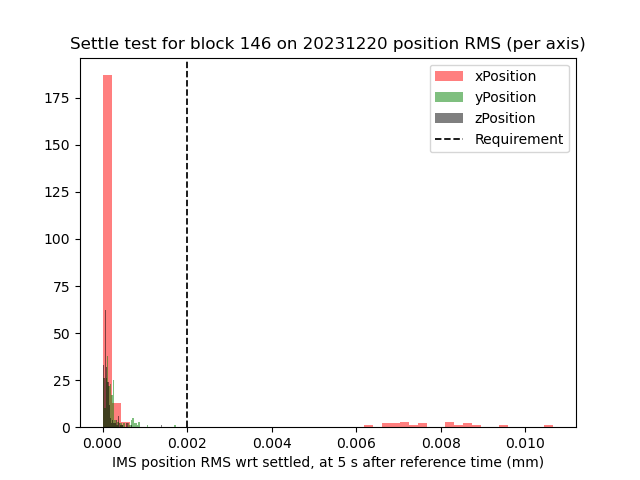 Settle test for block 146 on 20231220 position RMS (per axis)
xPosition
yPosition
zPosition
Requirement
175
150
125
100
75
50
25
0
0.000 0.002 0.004 0.006 0.008 0.010
IMS position RMS wrt settled, at 5 s after reference time (mm)